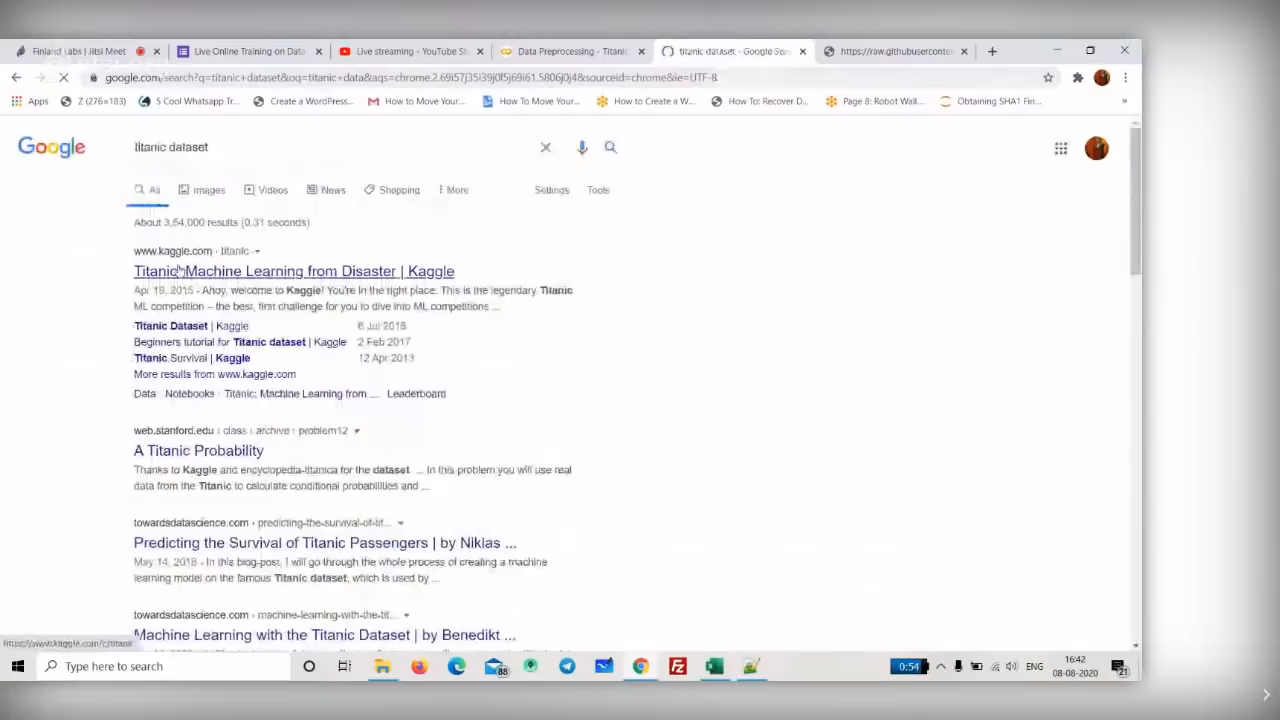 Finland Labs | Jitsi Meet
Live Online Training on Data
Live streaming - YouTube St
Data Preprocessing - Titanic
titanic dataset - Google Sear
https://raw.githubusercontent
google.com/search?q=titanic+dataset&oq=titanic+data&aqs=chrome.2.69i57j35i39j0l5j69i61.5806j0j4&sourceid=chrome&ie=UTF-8
Apps
Z (276×183)
5 Cool Whatsapp Tr...
Create a WordPress...
How to Move Your...
How To Move Your...
How to Create a W...
How To: Recover D...
Page 8: Robot Wall...
Obtaining SHA1 Fin...
Google
titanic dataset
All
Images
Videos
News
Shopping
More
Settings
Tools
About 3,54,000 results (0.31 seconds)
www.kaggle.com › titanic
Titanic: Machine Learning from Disaster | Kaggle
Apr 19, 2015 - Ahoy, welcome to Kaggle! You're in the right place. This is the legendary Titanic
ML competition – the best, first challenge for you to dive into ML competitions ...
Titanic Dataset | Kaggle 6 Jul 2018
Beginners tutorial for Titanic dataset | Kaggle 2 Feb 2017
Titanic Survival | Kaggle 12 Apr 2013
More results from www.kaggle.com
Data · Notebooks · Titanic: Machine Learning from ... · Leaderboard
web.stanford.edu › class › archive › problem12
A Titanic Probability
Thanks to Kaggle and encyclopedia-titanica for the dataset. ... In this problem you will use real
data from the Titanic to calculate conditional probabilities and ...
towardsdatascience.com › predicting-the-survival-of-tit...
Predicting the Survival of Titanic Passengers | by Niklas ...
May 14, 2018 - In this blog-post, I will go through the whole process of creating a machine
learning model on the famous Titanic dataset, which is used by ...
towardsdatascience.com › machine-learning-with-the-tit...
Machine Learning with the Titanic Dataset | by Benedikt ...
https://www.kaggle.com/c/titanic
Type here to search
88
0:54
ENG
16:42
08-08-2020
21